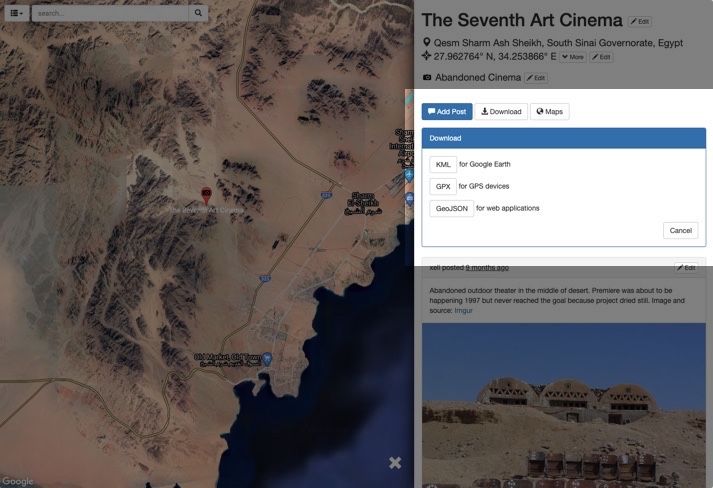 search...
The Seventh Art Cinema
Edit
Qesm Sharm Ash Sheikh, South Sinai Governorate, Egypt
27.962764° N, 34.253866° E
More
Edit
Abandoned Cinema
Edit
Add Post
Download
Maps
Download
KML for Google Earth
GPX for GPS devices
GeoJSON for web applications
Cancel
xeli posted 9 months ago
Edit
Abandoned outdoor theater in the middle of desert. Premiere was about to
happening 1997 but never reached the goal because project dried still. Image and
source: Imgur
The Seventh Art Cinema
Sharm
El-Sheikh
شرم الشيخ
Old Market, Old Town
Google